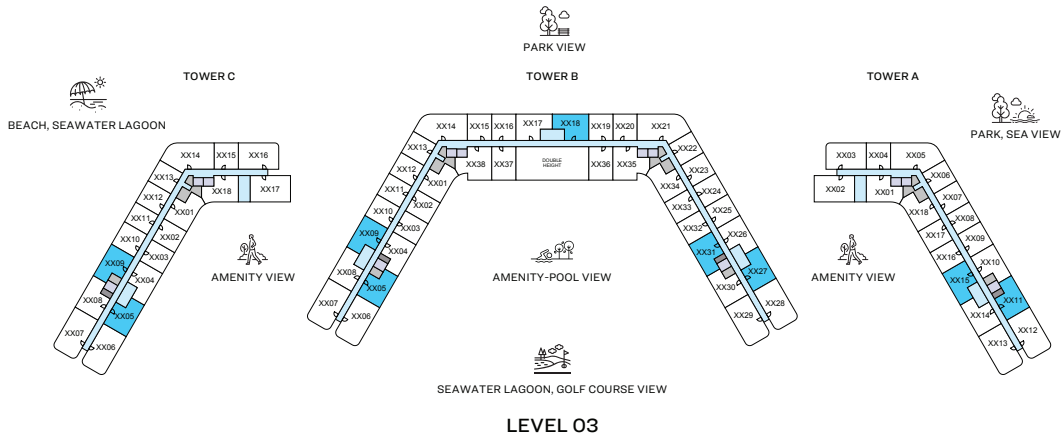 PARK VIEW
TOWER C
TOWER B
TOWER A
BEACH, SEAWATER LAGOON
PARK, SEA VIEW
XX14
XX15
XX16
XX13
XX18
XX17
XX12
XX01
XX11
XX02
XX10
XX03
XX09
XX04
XX08
XX05
XX07
XX06
XX14
XX15
XX16
XX17
XX18
XX19
XX20
XX21
XX13
XX38
XX37
DOUBLE
HEIGHT
XX36
XX35
XX22
XX12
XX01
XX34
XX23
XX11
XX02
XX33
XX24
XX10
XX03
XX32
XX25
XX09
XX04
XX31
XX26
XX08
XX05
XX30
XX27
XX07
XX06
XX29
XX28
XX03
XX04
XX05
XX02
XX01
XX06
XX18
XX07
XX17
XX08
XX16
XX09
XX15
XX10
XX14
XX11
XX13
XX12
AMENITY VIEW
AMENITY-POOL VIEW
AMENITY VIEW
SEAWATER LAGOON, GOLF COURSE VIEW
LEVEL 03